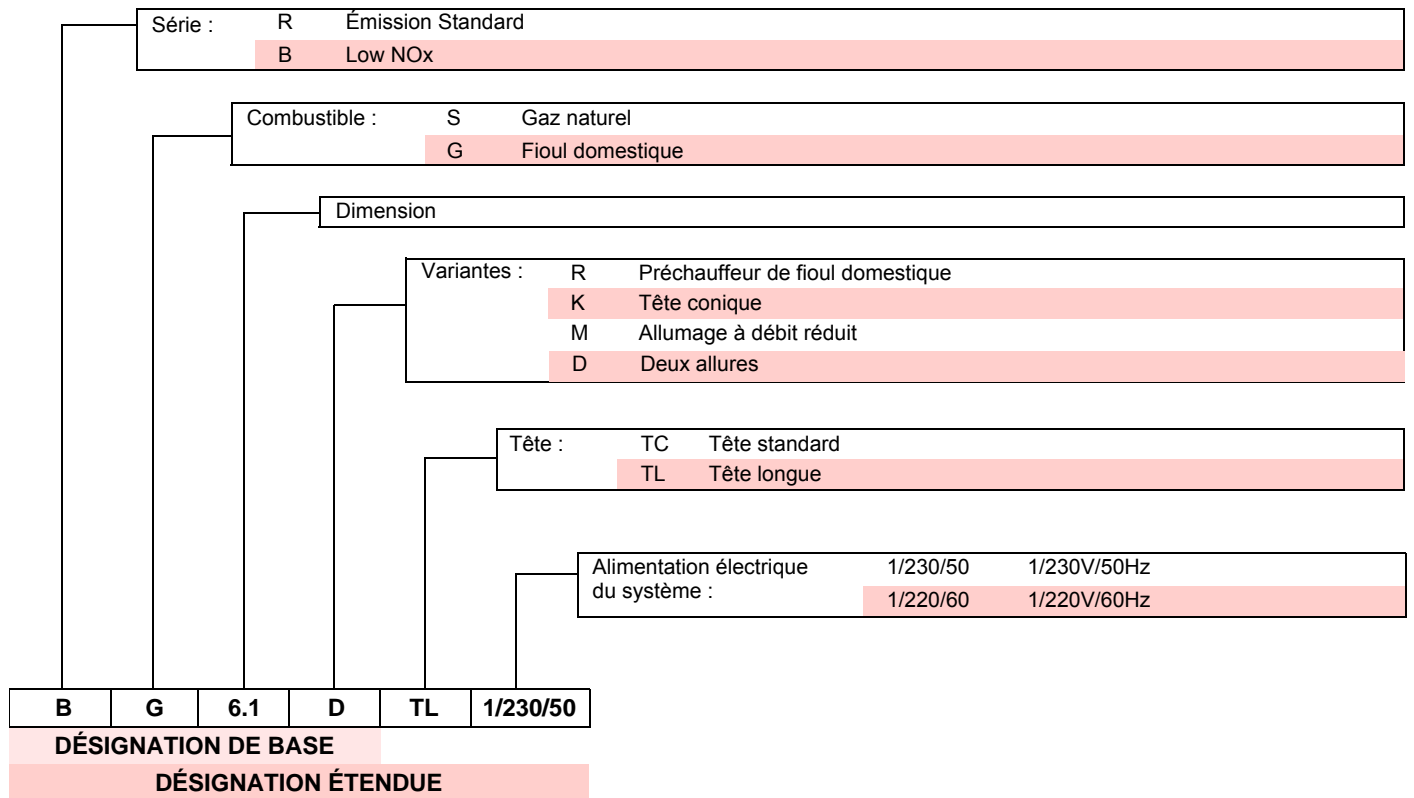 Série : R Émission Standard
B Low NOx
Combustible : S Gaz naturel
G Fioul domestique
Dimension
Variantes : R Préchauffeur de fioul domestique
K Tête conique
M Allumage à débit réduit
D Deux allures
Tête : TC Tête standard
TL Tête longue
Alimentation électrique 1/230/50 1/230V/50Hz
du système :
1/220/60 1/220V/60Hz
B G 6.1 D TL 1/230/50
DÉSIGNATION DE BASE
DÉSIGNATION ÉTENDUE